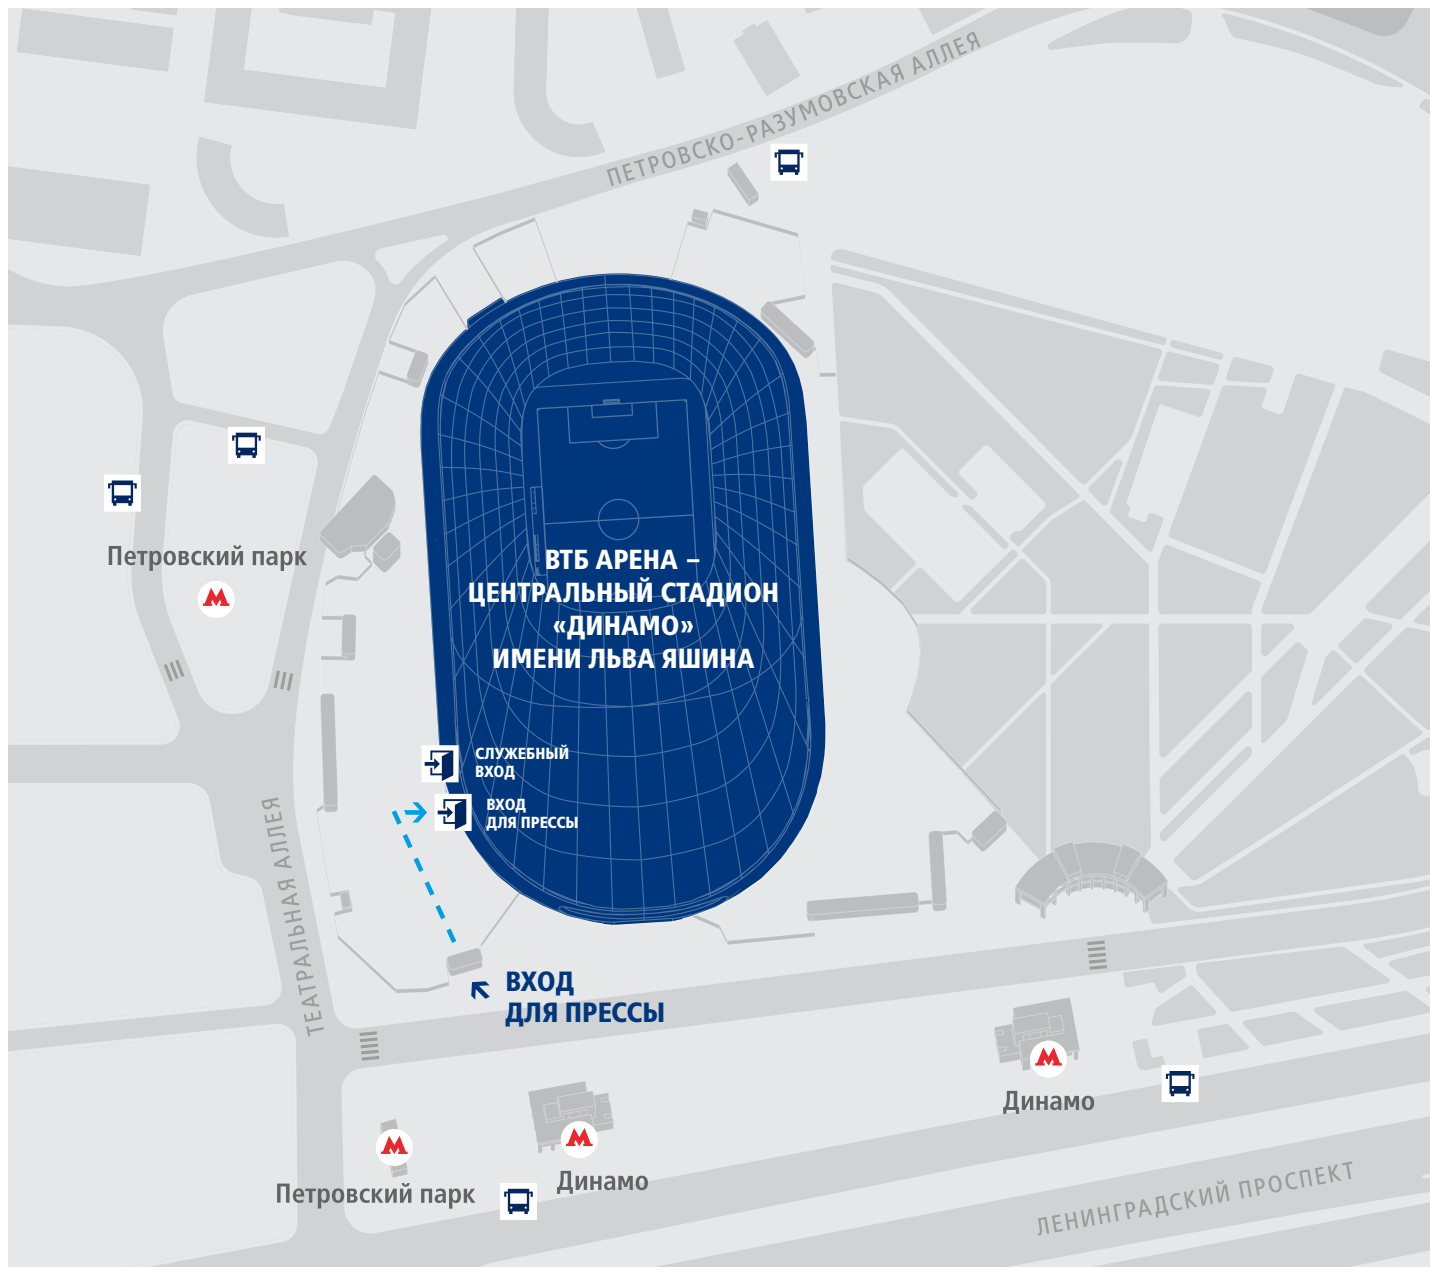 ПЕТРОВСКО-РАЗУМОВСКАЯ АЛЛЕЯ
Петровский парк
ВТБ АРЕНА –
ЦЕНТРАЛЬНЫЙ СТАДИОН
«ДИНАМО»
ИМЕНИ ЛЬВА ЯШИНА
СЛУЖЕБНЫЙ
ВХОД
ВХОД
ДЛЯ ПРЕССЫ
ТЕАТРАЛЬНАЯ АЛЛЕЯ
ВХОД
ДЛЯ ПРЕССЫ
Динамо
Динамо
Петровский парк
ЛЕНИНГРАДСКИЙ ПРОСПЕКТ